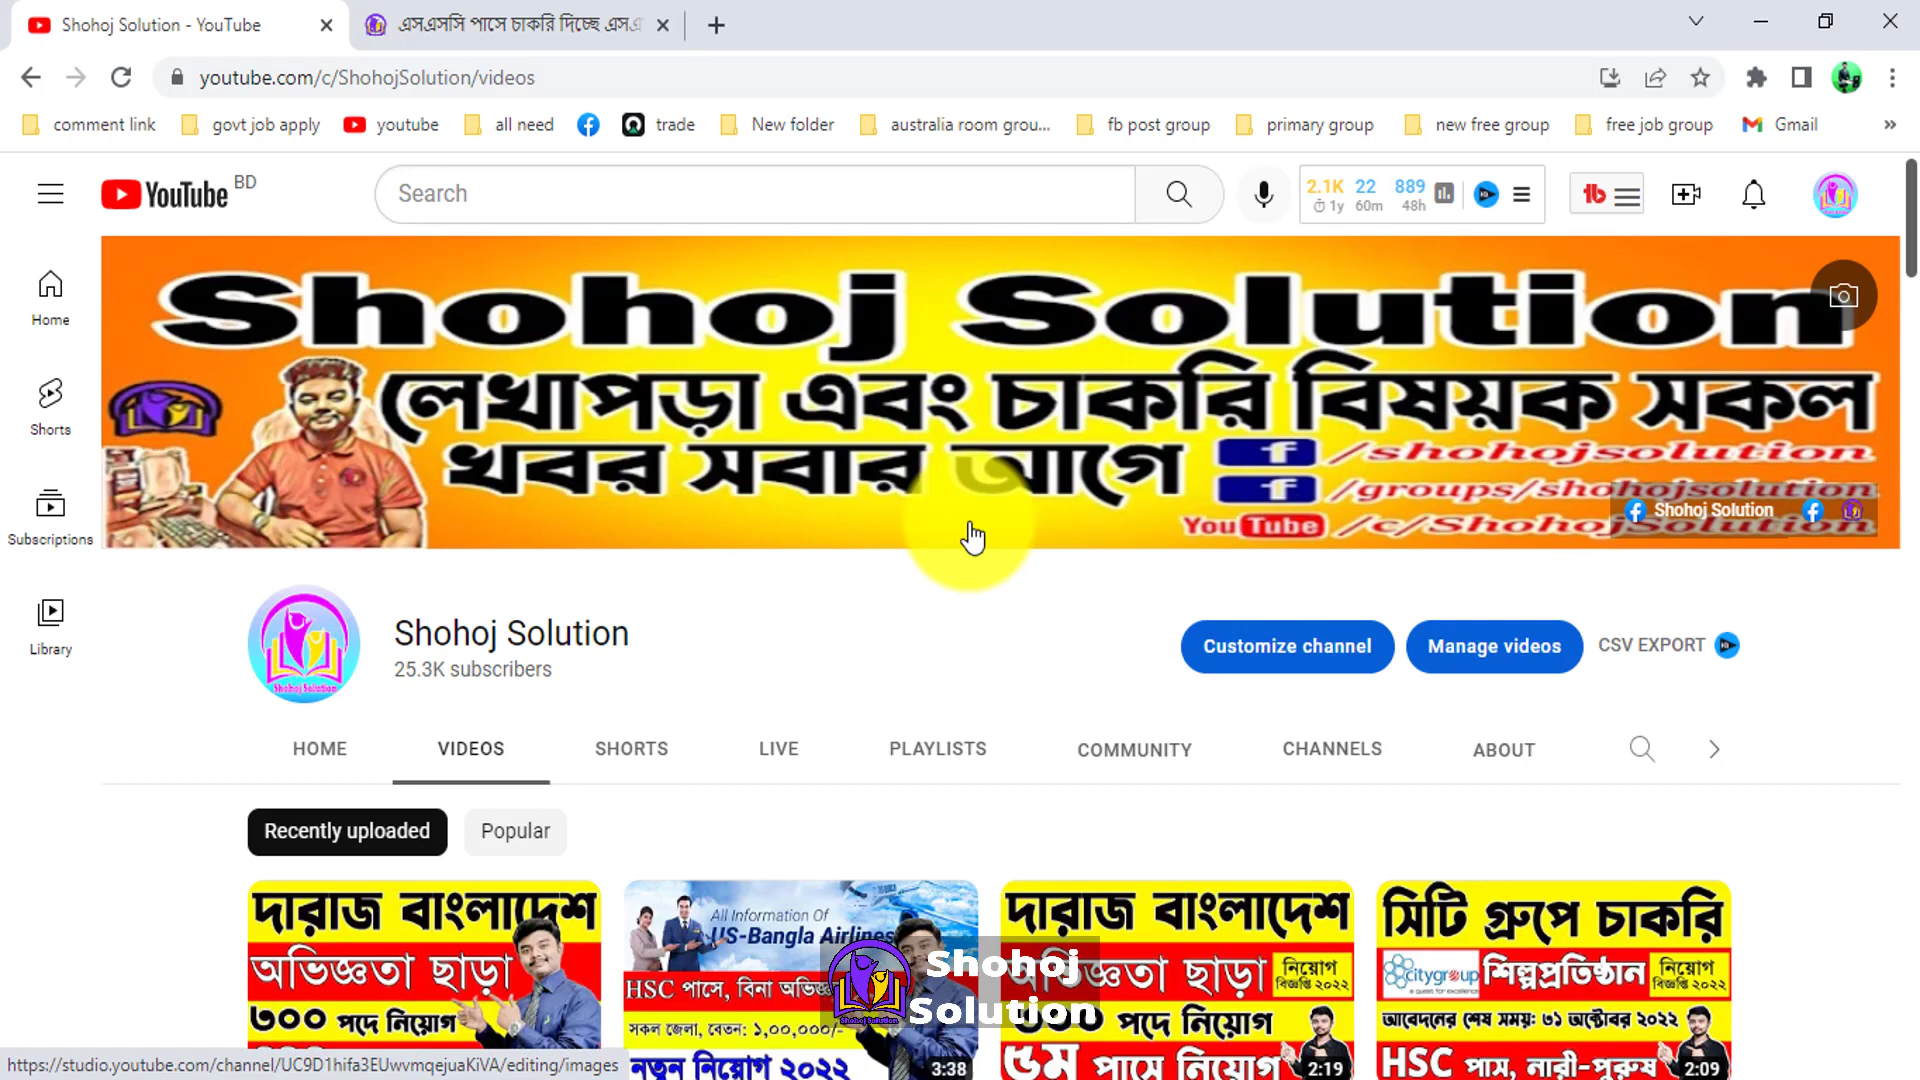 Shohoj Solution - YouTube
এসএসসি পাসে চাকরি দিচ্ছে
youtube.com/c/ShohojSolution/videos
comment link
govt job apply
youtube
all need
trade
New folder
australia room grou...
fb post group
primary group
new free group
free job group
Gmail
»
YouTube BD
Search
2.1K 22 889
1y 60m 48h
Home
Shorts
Subscriptions
Library
Shohoj Solution
লেখাপড়া এবং চাকরি বিষয়ক সকল
খবর সবার আগে
/shohojsolution
/groups/shohojsolution
YouTube /c/ShohojSolution
Shohoj Solution
Shohoj Solution
25.3K subscribers
Customize channel
Manage videos
CSV EXPORT
HOME
VIDEOS
SHORTS
LIVE
PLAYLISTS
COMMUNITY
CHANNELS
ABOUT
Recently uploaded
Popular
দারাজ বাংলাদেশ
অভিজ্ঞতা ছাড়া
৩০০ পদে নিয়োগ
All Information Of
US-Bangla Airlines
HSC পাসে, বিনা
সকল জেলা, বেতন: ১,০০,০০০/-
নতুন নিয়োগ ২০২২
3:38
দারাজ বাংলাদেশ
অভিজ্ঞতা ছাড়া
নিয়োগ
বিজ্ঞপ্তি ২০২২
পদে নিয়োগ
৫ম পাসে নিয়োগ
2:19
সিটি গ্রুপে চাকরি
citygroup
a quest for excellence
শিল্পপ্রতিষ্ঠান
নিয়োগ
বিজ্ঞপ্তি ২০২২
আবেদনের শেষ সময়: ৩১ অক্টোবর ২০২২
HSC পাস, নারী-পুরুষ
2:09
Shohoj
Solution
https://studio.youtube.com/channel/UC9D1hifa3EUwvmqejuaKiVA/editing/images